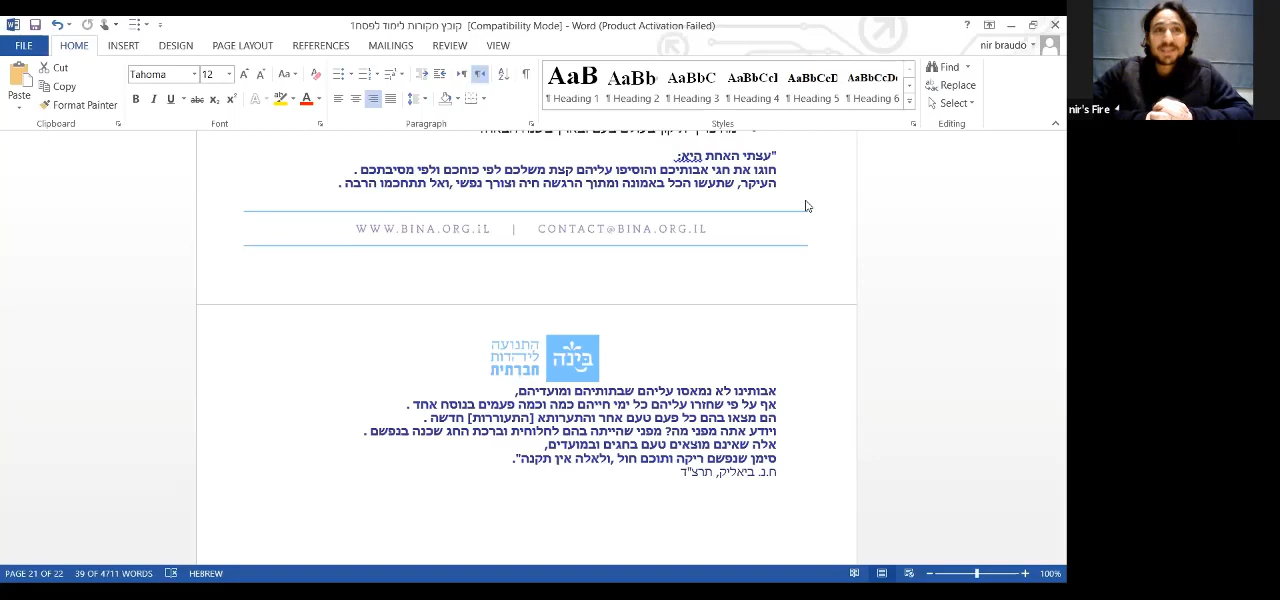 קובץ מקורות לימוד לפסח1 [Compatibility Mode] - Word (Product Activation Failed)
FILE HOME INSERT DESIGN PAGE LAYOUT REFERENCES MAILINGS REVIEW VIEW nir braudo
Paste Cut Copy Format Painter Clipboard
Tahoma 12 Font
Paragraph
AaB AaBb AaBbC AaBbCcI AaBbCcD AaBbCcDc
¶ Heading 1 ¶ Heading 2 ¶ Heading 3 ¶ Heading 4 ¶ Heading 5 ¶ Heading 6
Styles
Find Replace Select Editing
nir's Fire
"עצתי האחת היא:
חוגו את חגי אבותיכם והוסיפו עליהם קצת משלכם לפי כוחכם ולפי מסיבתכם .
העיקר, שתעשו הכל באמונה ומתוך הרגשה חיה וצורך נפשי ,ואל תתחכמו הרבה .
WWW.BINA.ORG.IL | CONTACT@BINA.ORG.IL
בינה
התנועה
ליהדות
חברתית
אבותינו לא נמאסו עליהם שבתותיהם ומועדיהם,
אף על פי שחזרו עליהם כל ימי חייהם כמה וכמה פעמים בנוסח אחד .
הם מצאו בהם כל פעם טעם אחר והתערותא [התעוררות] חדשה .
ויודע אתה מפני מה? מפני שהייתה בהם לחלוחית וברכת החג שכנה בנפשם .
אלה שאינם מוצאים טעם בחגים ובמועדים,
סימן שנפשם ריקה ותוכם חול ,ולאלה אין תקנה".
ח.נ. ביאליק, תרצ"ד
PAGE 21 OF 22 39 OF 4711 WORDS HEBREW 100%